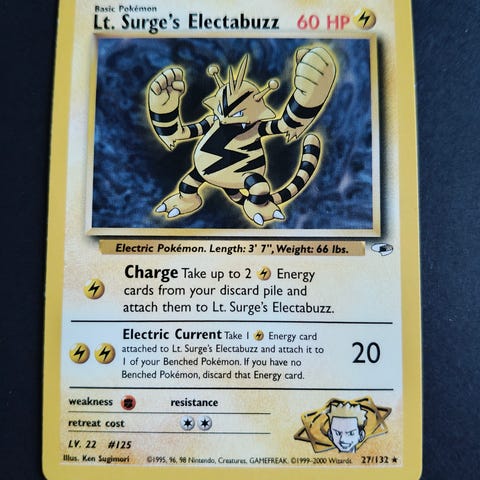 Basic Pokémon
Lt. Surge's Electabuzz 60 HP
Electric Pokémon. Length: 3' 7", Weight: 66 lbs.
Charge Take up to 2 Energy
cards from your discard pile and
attach them to Lt. Surge's Electabuzz.
Electric Current Take 1 Energy card
attached to Lt. Surge's Electabuzz and attach it to
1 of your Benched Pokémon. If you have no
Benched Pokémon, discard that Energy card.
20
weakness resistance
retreat cost
LV. 22 #125
Illus. Ken Sugimori ©1995, 96, 98 Nintendo, Creatures, GAMEFREAK. ©1999-2000 Wizards. 27/132 ★